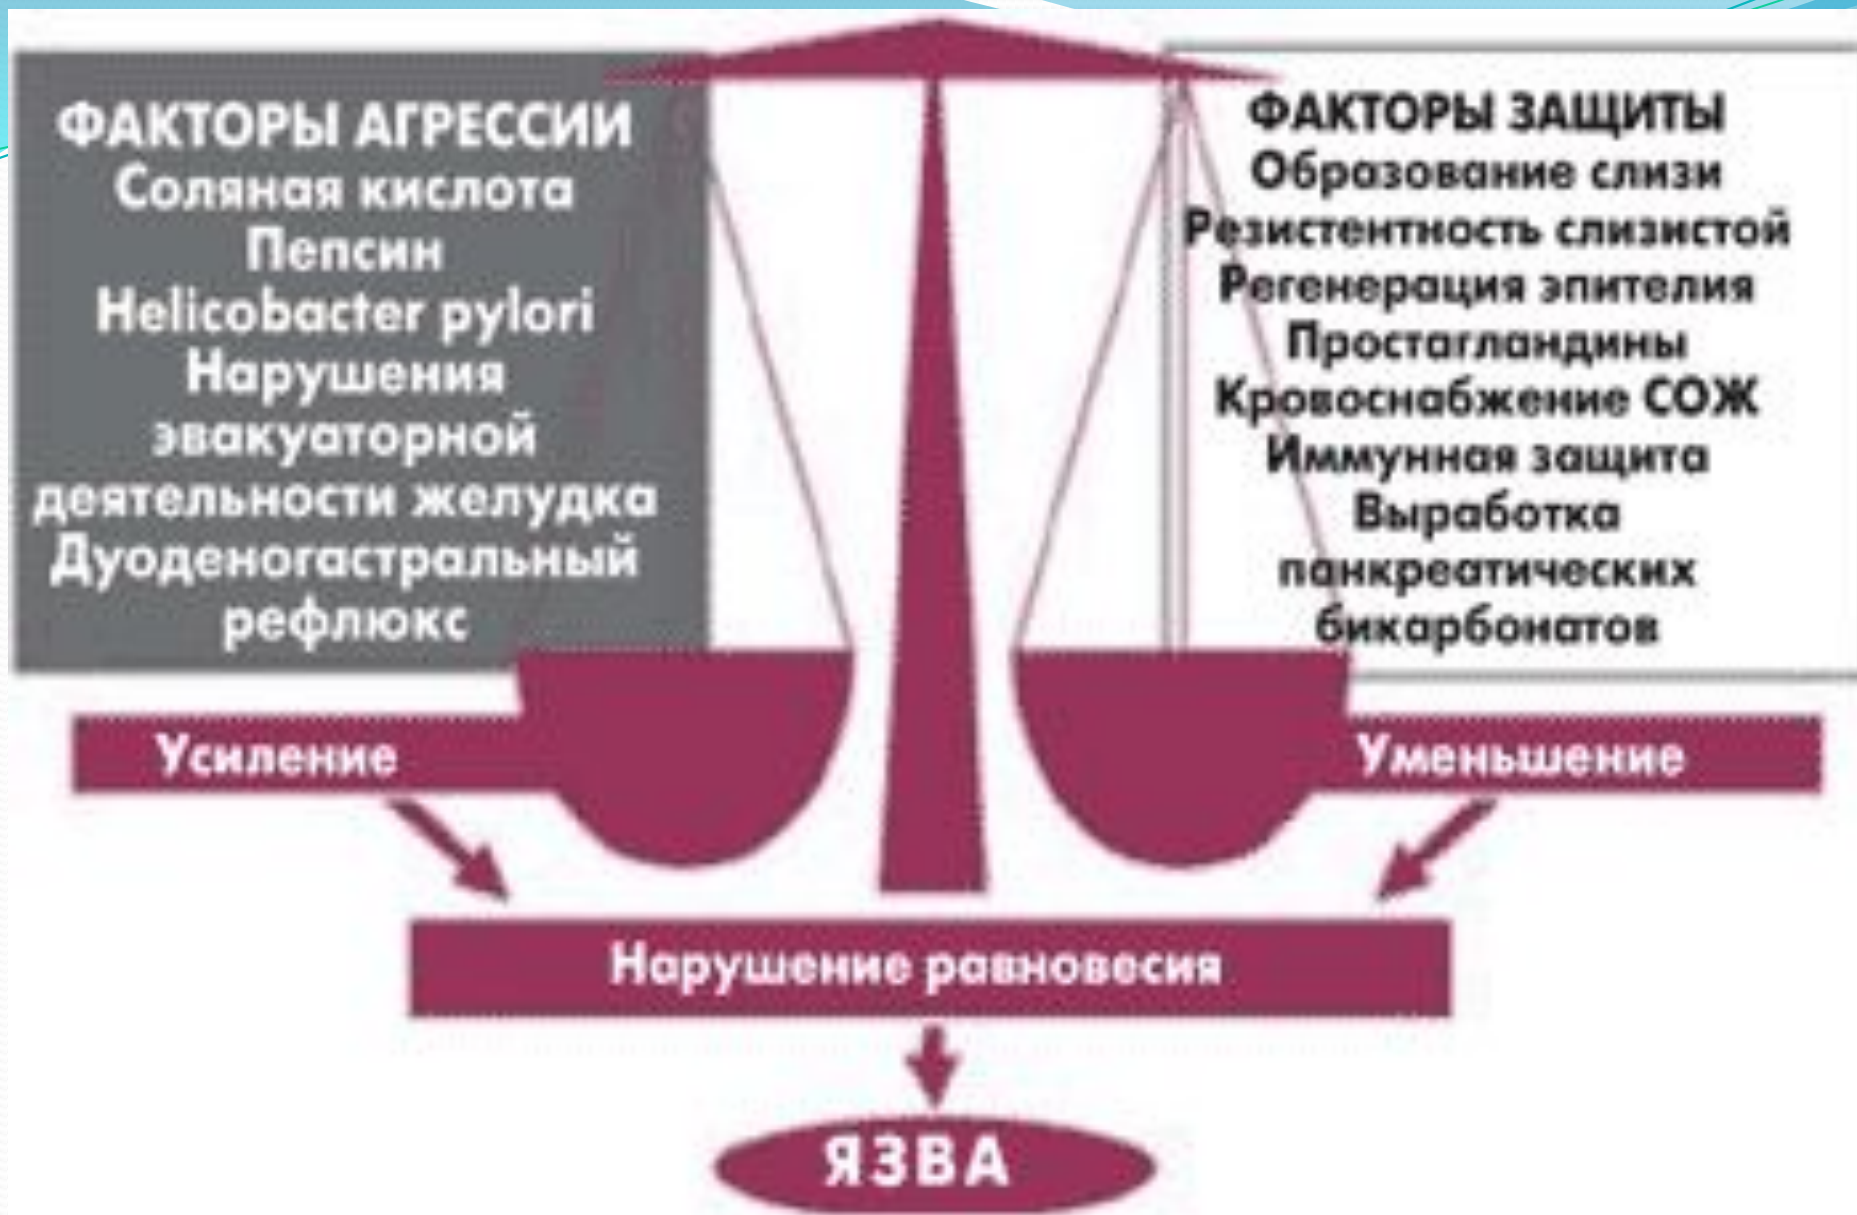 ФАКТОРЫ АГРЕССИИ
Соляная кислота
Пепсин
Helicobacter pylori
Нарушения
эвакуаторной
деятельности желудка
Дуоденогастральный
рефлюкс
ФАКТОРЫ ЗАЩИТЫ
Образование слизи
Резистентность слизистой
Регенерация эпителия
Простагландины
Кровоснабжение СОЖ
Иммунная защита
Выработка
панкреатических
бикарбонатов
Усиление
Уменьшение
Нарушение равновесия
ЯЗВА